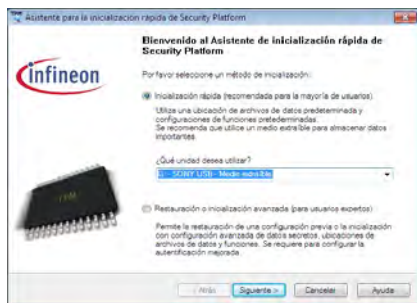 Asistente para la inicialización rápida de Security Platform
Bienvenido al Asistente de inicialización rápida de
Security Platform
infineon
Por favor seleccione un método de inicialización:
Inicialización rápida (recomendada para la mayoría de usuarios)
Utiliza una ubicación de archivos de datos predeterminada y
configuraciones de funciones predeterminadas.
Se recomienda que utilice un medio extraíble para almacenar datos
importantes.
¿Qué unidad desea utilizar?
SONY USB - Medio extraíble
TPM
Restauración o inicialización avanzada (para usuarios expertos)
Permite la restauración de una configuración previa o la inicialización
con configuración avanzada de datos secretos, ubicaciones de
archivos de datos y funciones. Se requiere para configurar la
autentificación mejorada.
< Atrás
Siguiente >
Cancelar
Ayuda